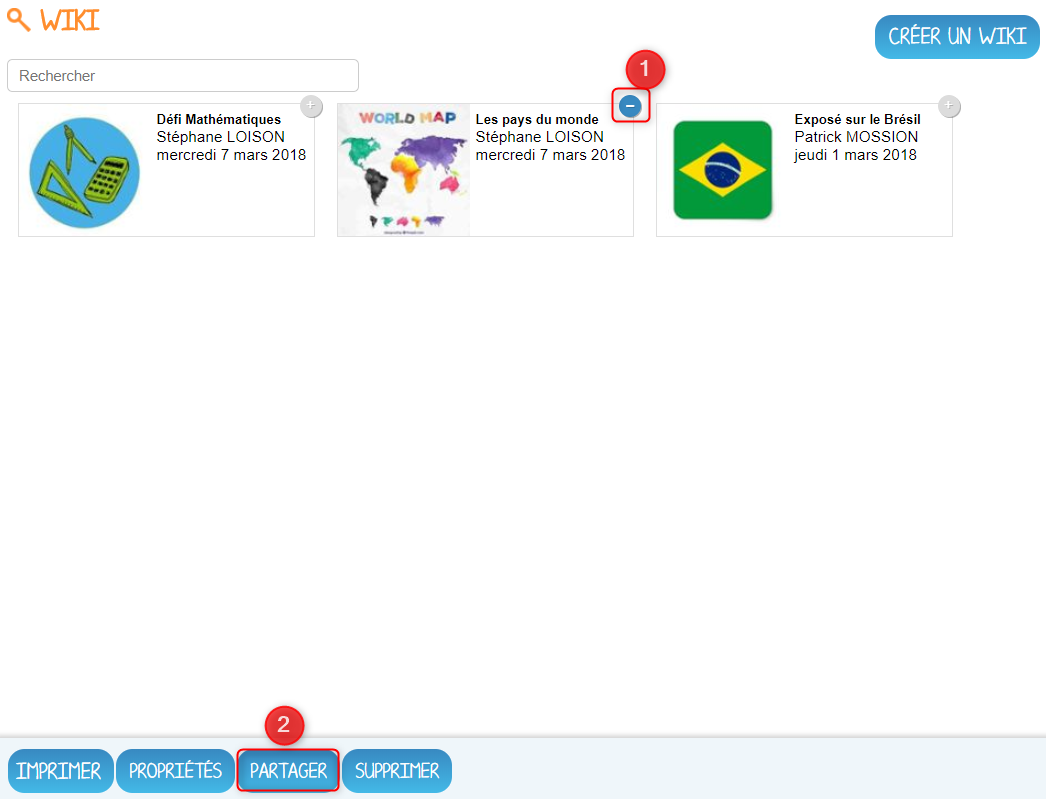 WIKI
CRÉER UN WIKI
Rechercher
1
Défi Mathématiques
Stéphane LOISON
mercredi 7 mars 2018
WORLD MAP
Les pays du monde
Stéphane LOISON
mercredi 7 mars 2018
Exposé sur le Brésil
Patrick MOSSION
jeudi 1 mars 2018
2
IMPRIMER
PROPRIÉTÉS
PARTAGER
SUPPRIMER